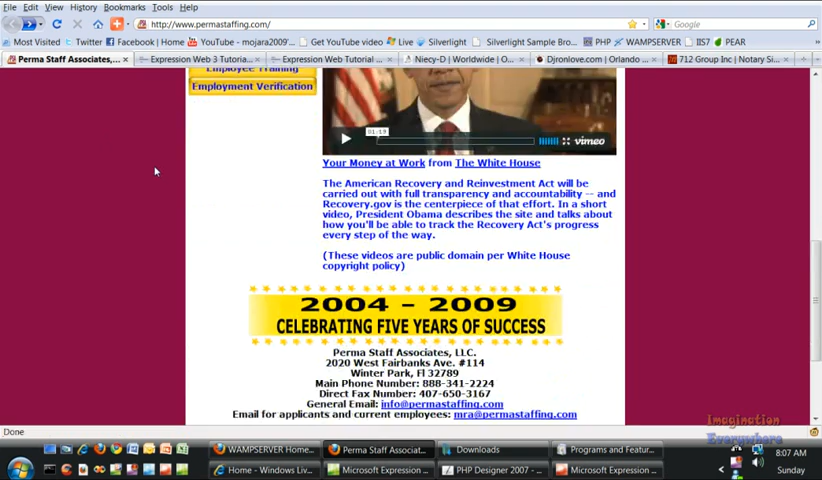 File Edit View History Bookmarks Tools Help
http://www.permastaffing.com/
Google
Most Visited Twitter Facebook | Home YouTube - mojara2009'... Get YouTube video Live Silverlight Silverlight Sample Bro... PHP WAMPSERVER IIS7 PEAR
Perma Staff Associates,... Expression Web 3 Tutoria... Expression Web Tutorial ... Niecy-D | Worldwide | O... Djronlove.com | Orlando ... 712 Group Inc | Notary Si...
Employee Training
Employment Verification
01:19
vimeo
Your Money at Work from The White House
The American Recovery and Reinvestment Act will be
carried out with full transparency and accountability -- and
Recovery.gov is the centerpiece of that effort. In a short
video, President Obama describes the site and talks about
how you'll be able to track the Recovery Act's progress
every step of the way.
(These videos are public domain per White House
copyright policy)
2004 - 2009
CELEBRATING FIVE YEARS OF SUCCESS
Perma Staff Associates, LLC.
2020 West Fairbanks Ave. #114
Winter Park, Fl 32789
Main Phone Number: 888-341-2224
Direct Fax Number: 407-650-3167
General Email: info@permastaffing.com
Email for applicants and current employees: mra@permastaffing.com
Imagination
Everywhere
Done
WAMPSERVER Home... Perma Staff Associat... Downloads Programs and Featur...
8:07 AM
Home - Windows Liv... Microsoft Expression ... PHP Designer 2007 - ... Microsoft Expression ...
Sunday